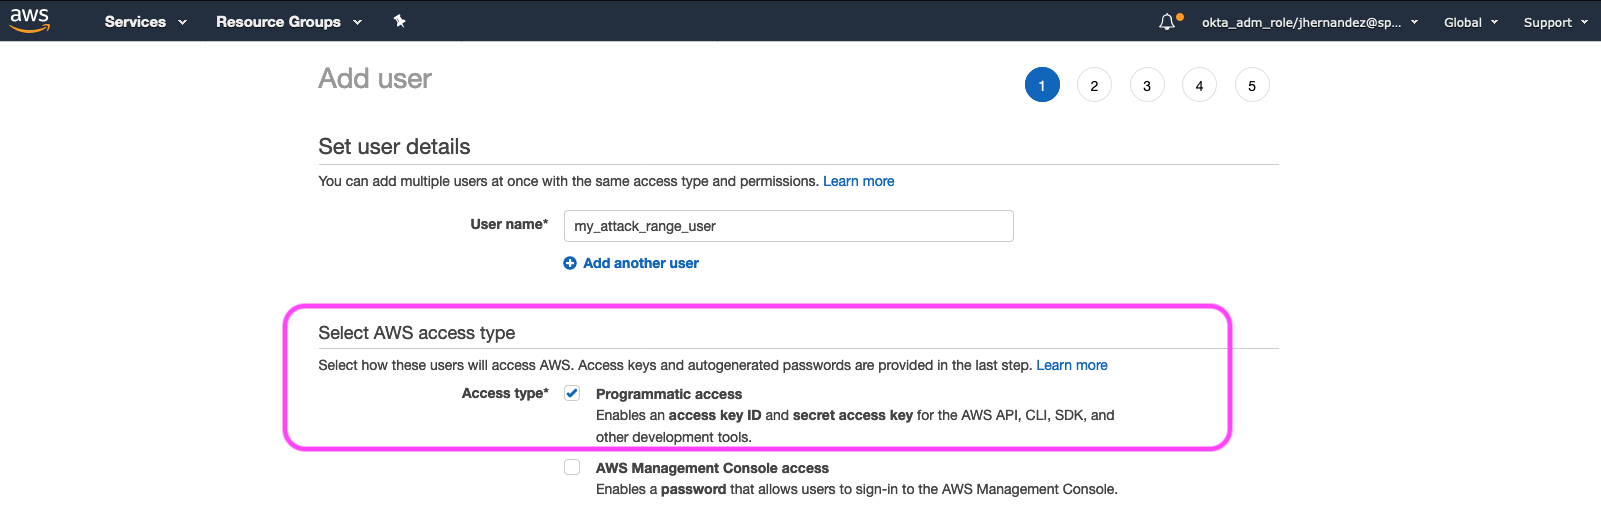 aws Services Resource Groups okta_adm_role/jhernandez@sp... Global Support
Add user 1 2 3 4 5
Set user details
You can add multiple users at once with the same access type and permissions. Learn more
User name* my_attack_range_user
Add another user
Select AWS access type
Select how these users will access AWS. Access keys and autogenerated passwords are provided in the last step. Learn more
Access type* Programmatic access
Enables an access key ID and secret access key for the AWS API, CLI, SDK, and
other development tools.
AWS Management Console access
Enables a password that allows users to sign-in to the AWS Management Console.